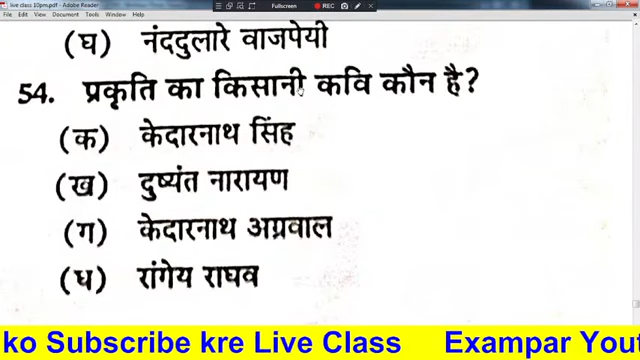 live class 10pm.pdf - Adobe Reader
Fullscreen
REC
File Edit View Document Tools Window Help
(घ) नंददुलारे वाजपेयी
54. प्रकृति का किसानी कवि कौन है?
(क) केदारनाथ सिंह
(ख) दुष्यंत नारायण
(ग) केदारनाथ अग्रवाल
(ध) रांगेय राघव
ko Subscribe kre Live Class Exampar Yout